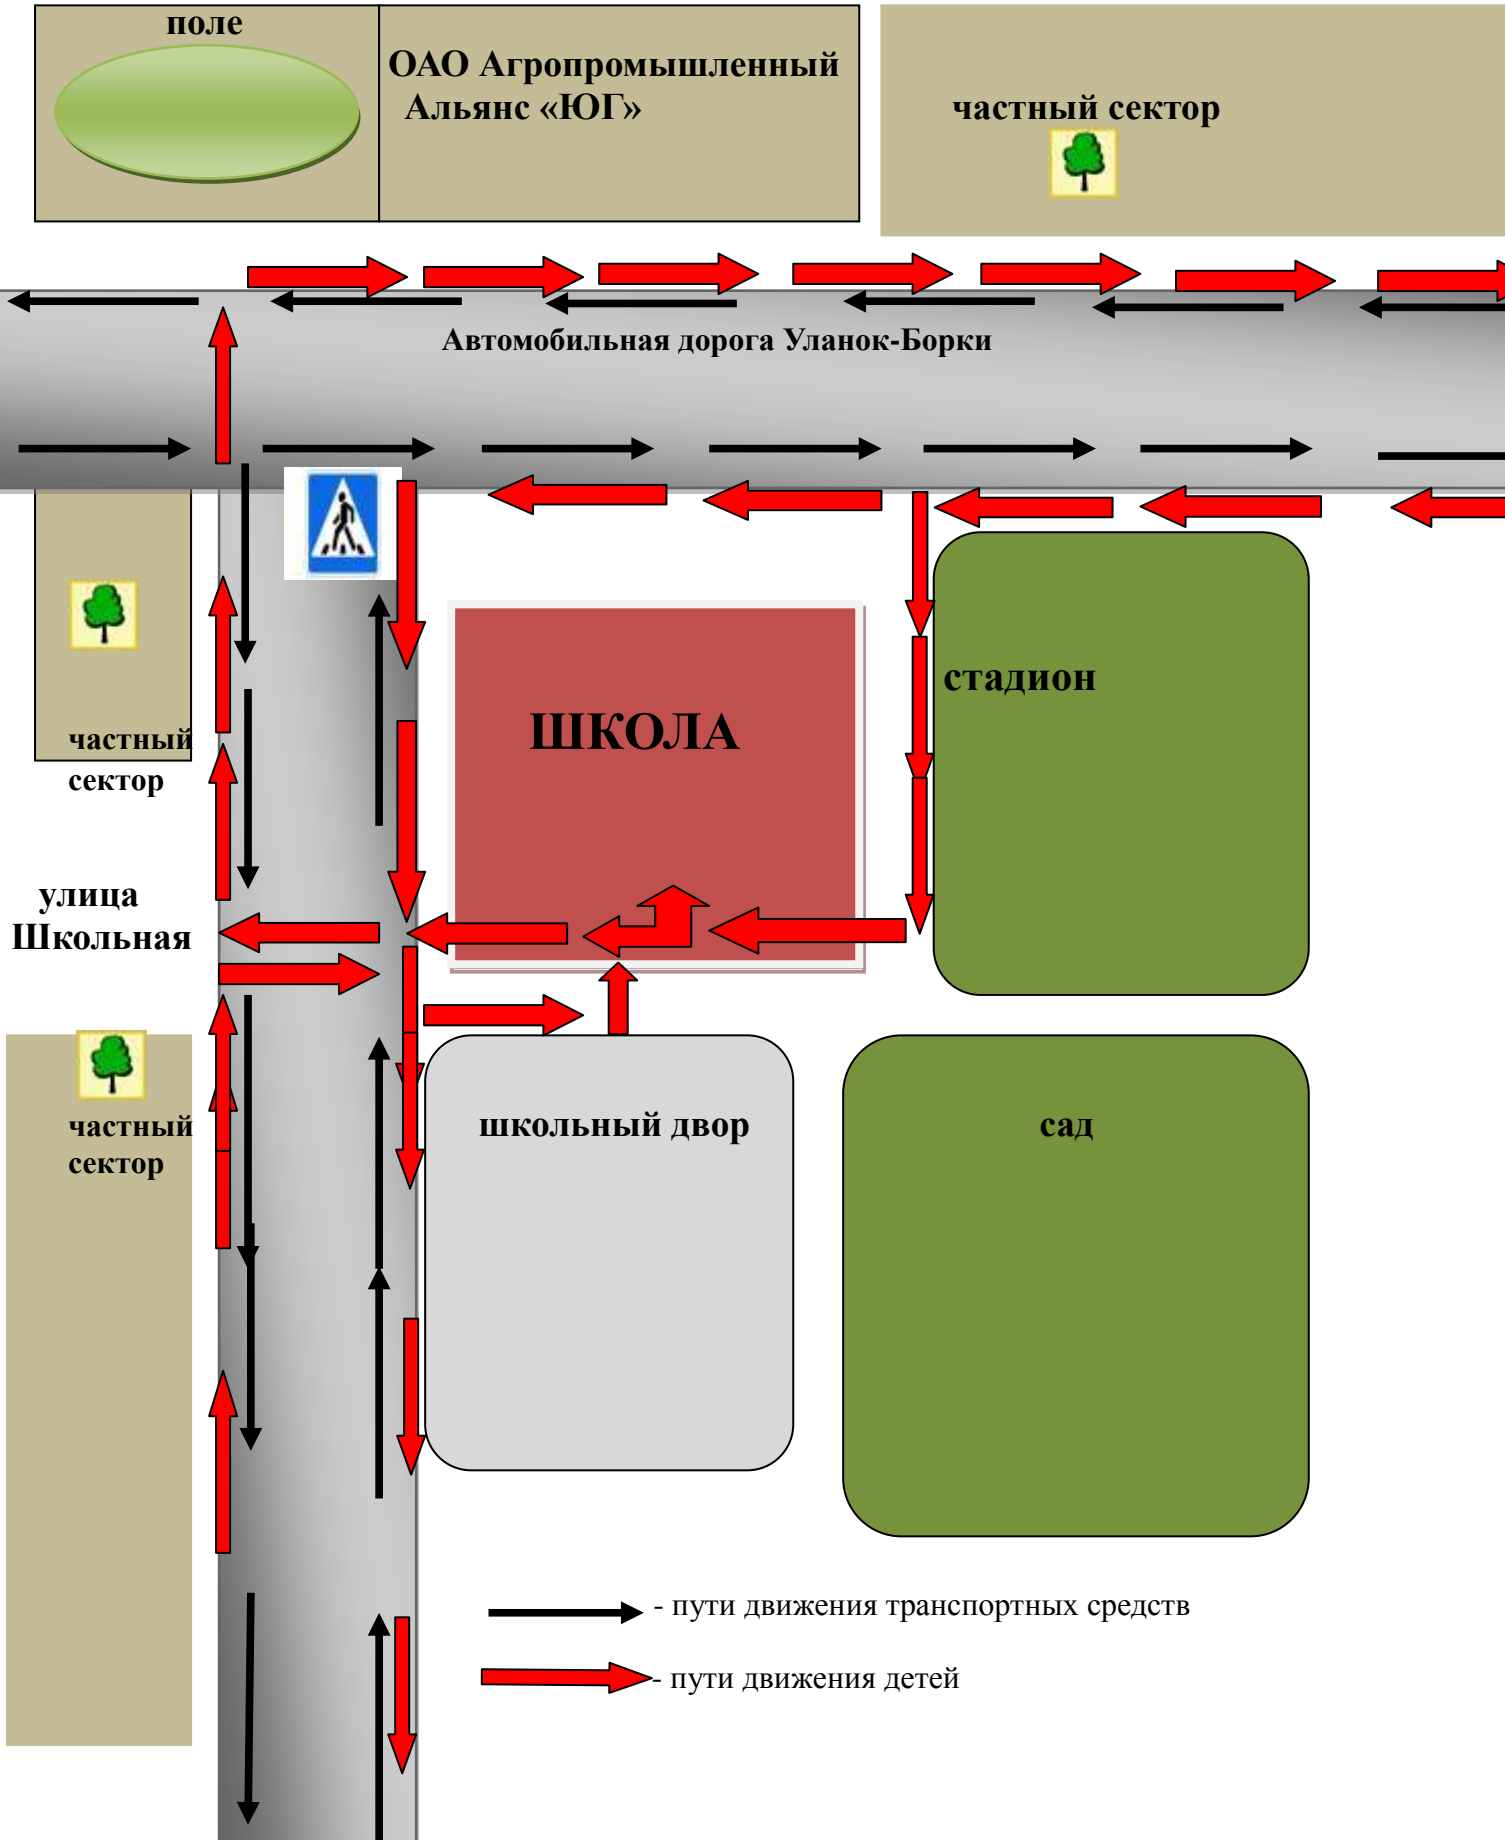 поле
ОАО Агропромышленный
Альянс «ЮГ»
частный сектор
Автомобильная дорога Уланок-Борки
стадион
ШКОЛА
частный
сектор
улица
Школьная
частный
сектор
школьный двор
сад
- пути движения транспортных средств
- пути движения детей